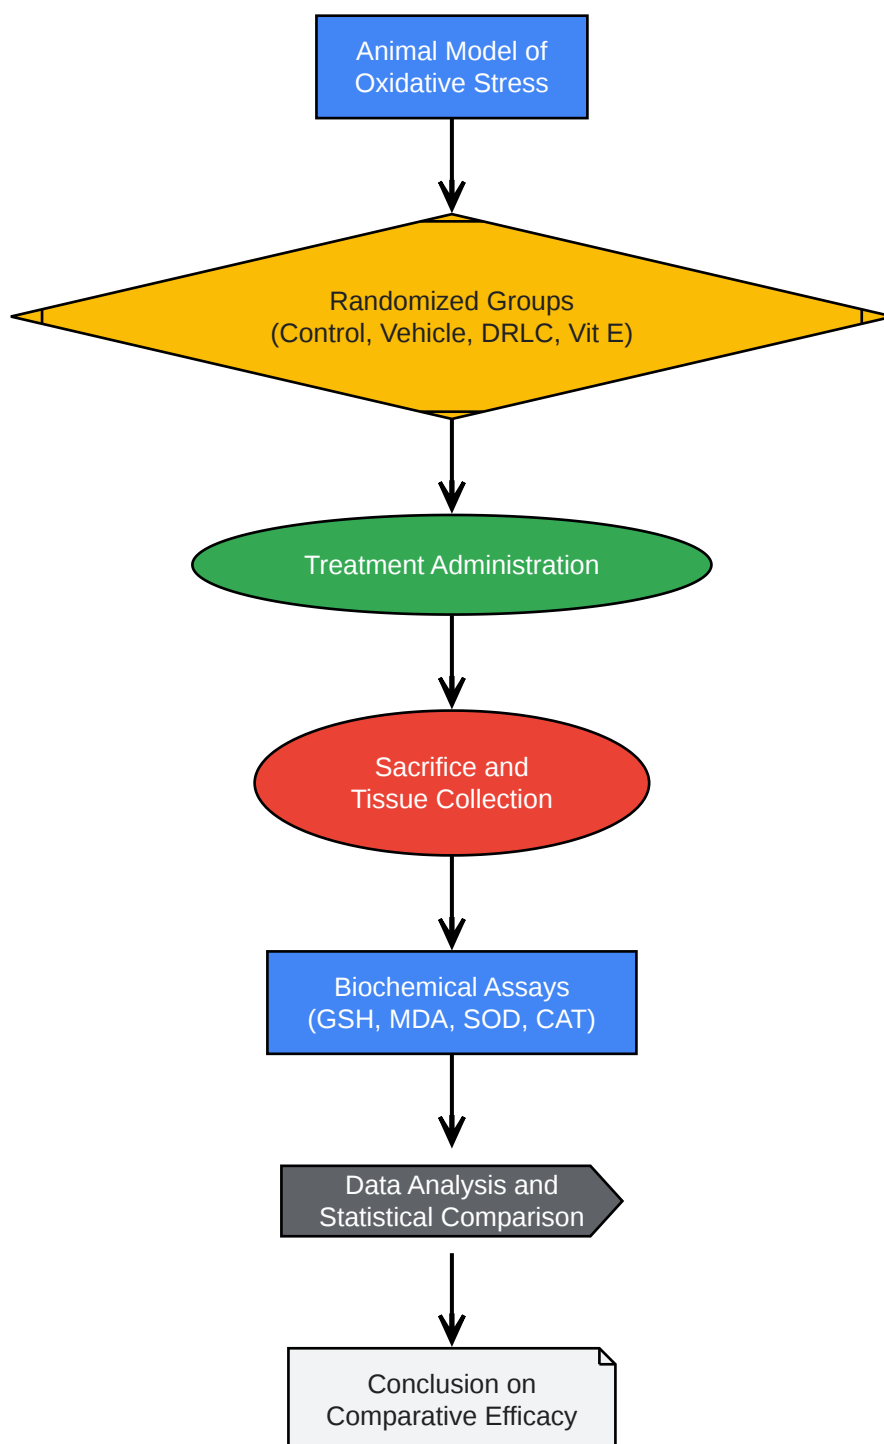 Animal Model of
Oxidative Stress
Randomized Groups
(Control, Vehicle, DRLC, Vit E)
Treatment Administration
Sacrifice and
Tissue Collection
Biochemical Assays
(GSH, MDA, SOD, CAT)
Data Analysis and
Statistical Comparison
Conclusion on
Comparative Efficacy